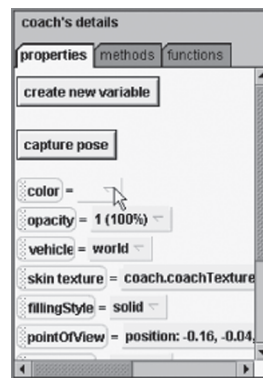 coach's details
properties methods functions
create new variable
capture pose
color =
opacity = 1 (100%)
vehicle = world
skin texture = coach.coachTexture
fillingStyle = solid
pointOfView = position: -0.16, -0.04,